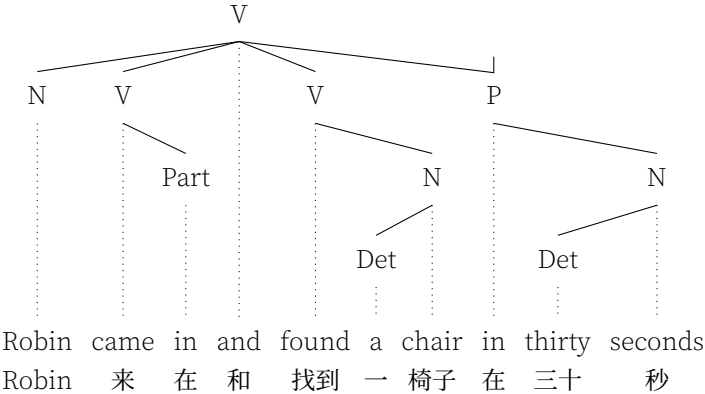 V
N V V P
Part N N
Det Det
Robin came in and found a chair in thirty seconds
Robin 来 在 和 找到 一 椅子 在 三十 秒